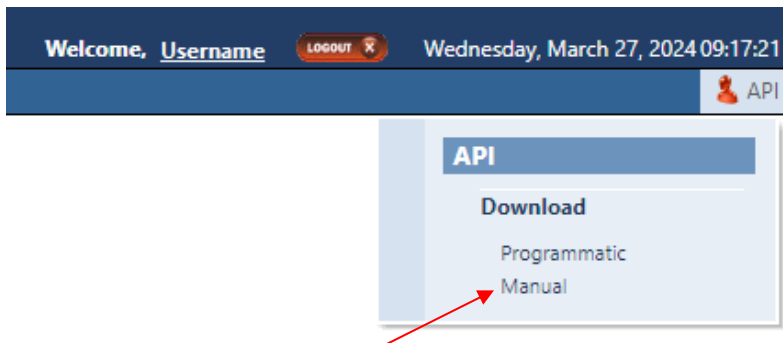 Welcome, Username LOGOUT X Wednesday, March 27, 2024 09:17:21
API
API
Download
Programmatic
Manual